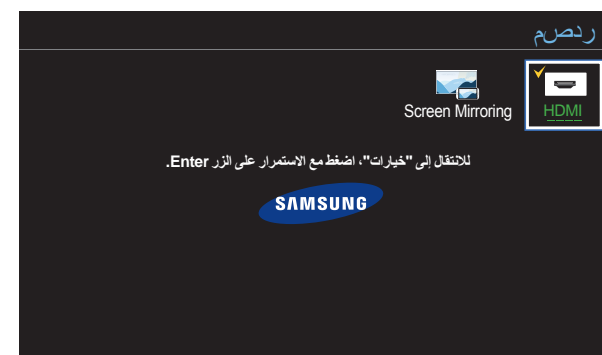 ردصم
HDMI
Screen Mirroring
للانتقال إلى "خيارات"، اضغط مع الاستمرار على الزر Enter.
SAMSUNG